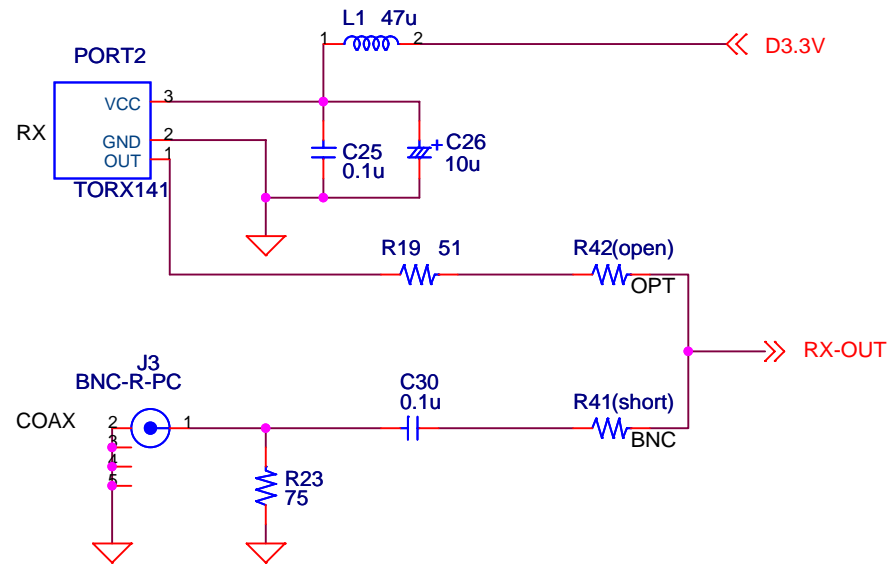 L1 47u
1 2
D3.3V
PORT2
VCC 3
RX
GND 2
OUT 1
TORX141
C25
0.1u
+ C26
10u
R19 51
R42(open)
OPT
RX-OUT
J3
BNC-R-PC
COAX
2 1
3
4
5
C30
0.1u
R41(short)
BNC
R23
75